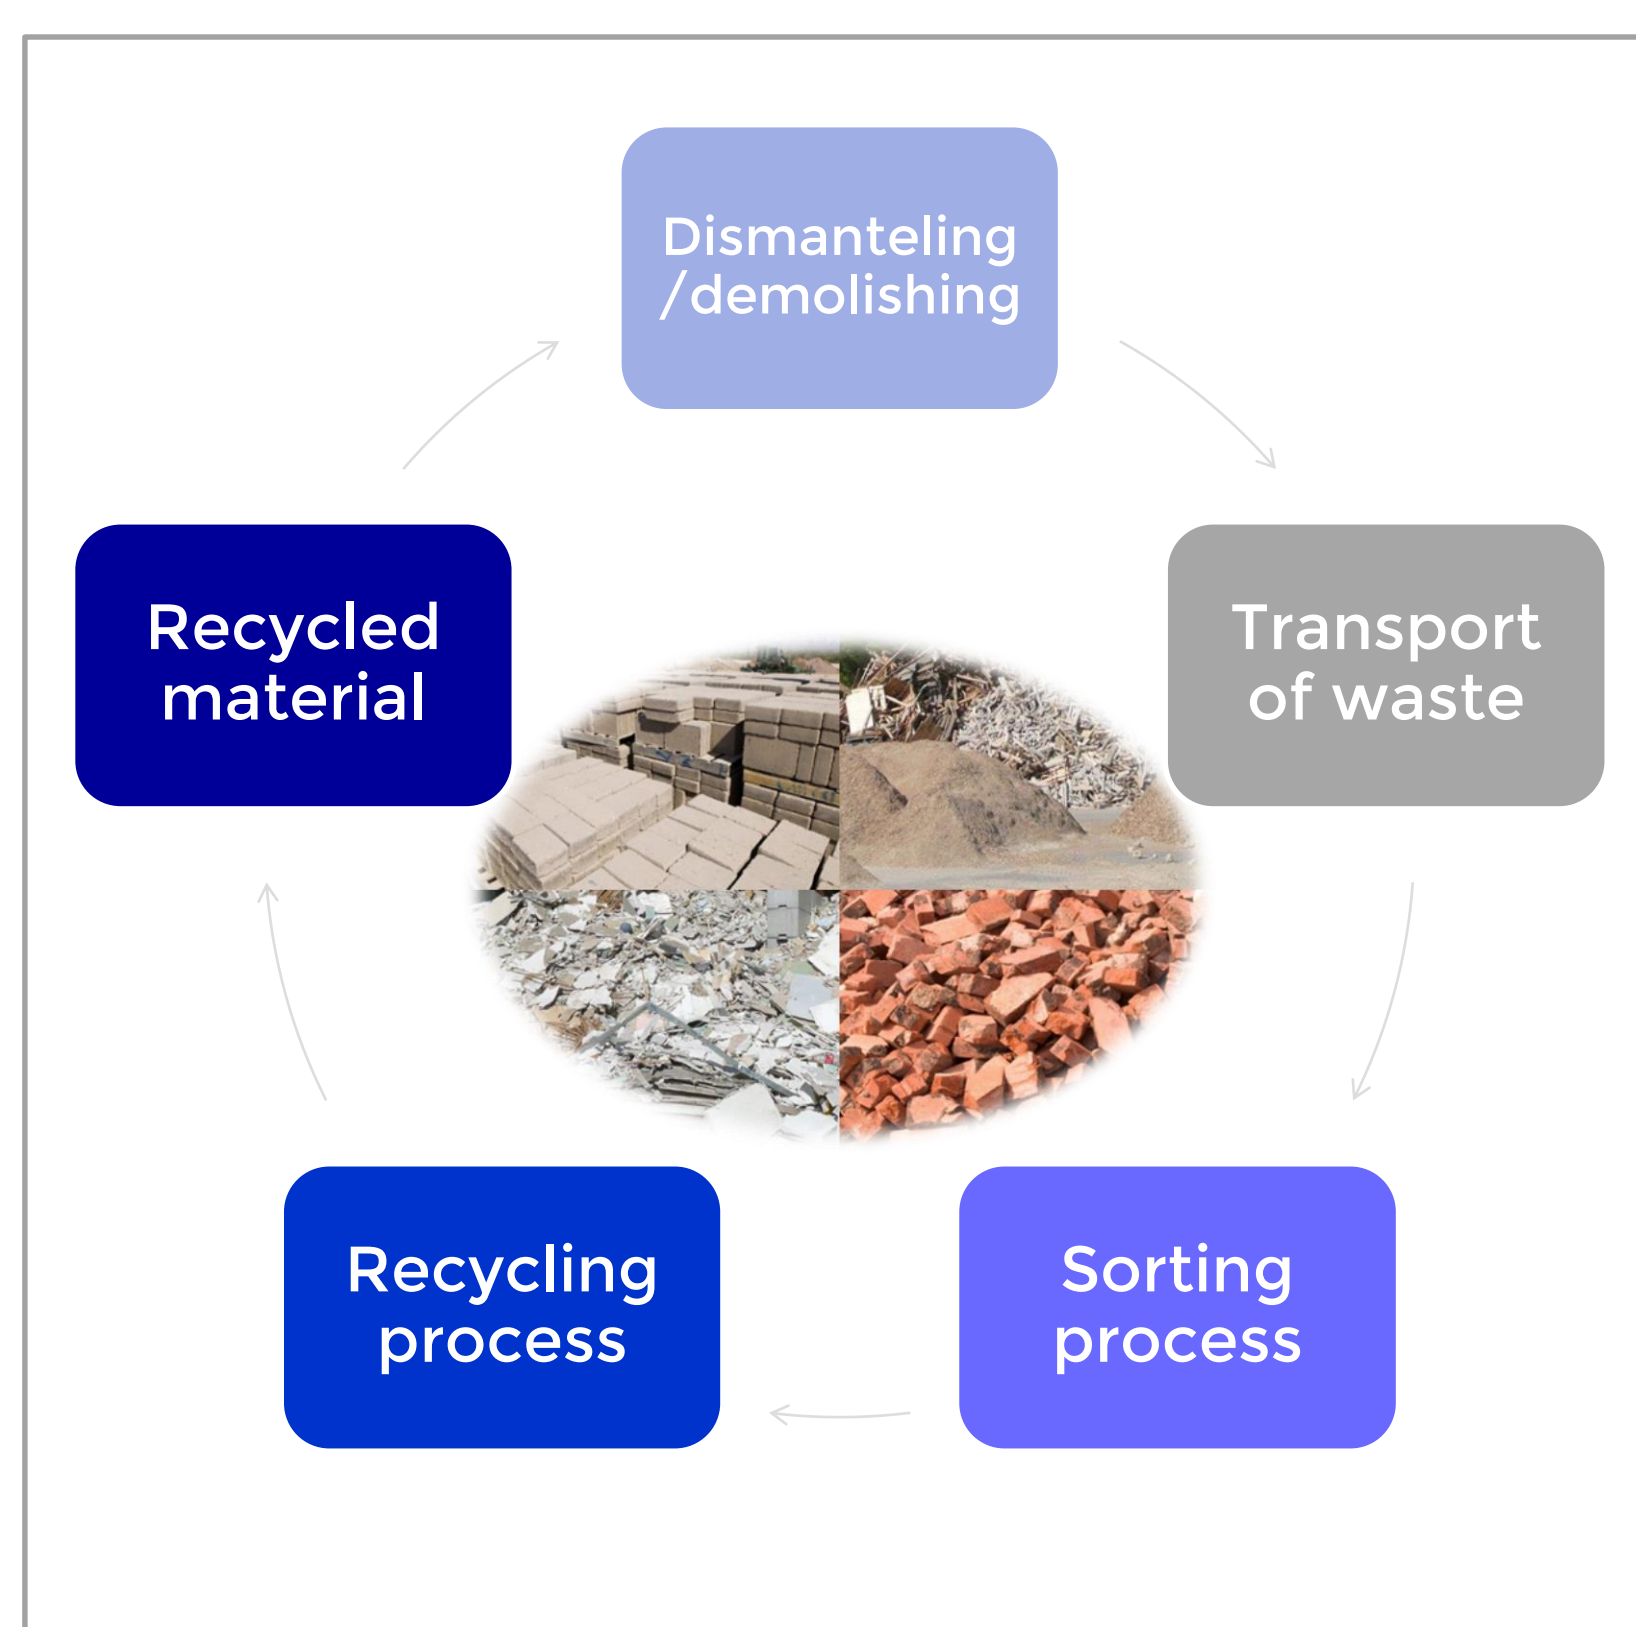 Dismanteling
/demolishing
Transport
of waste
Sorting
process
Recycling
process
Recycled
material